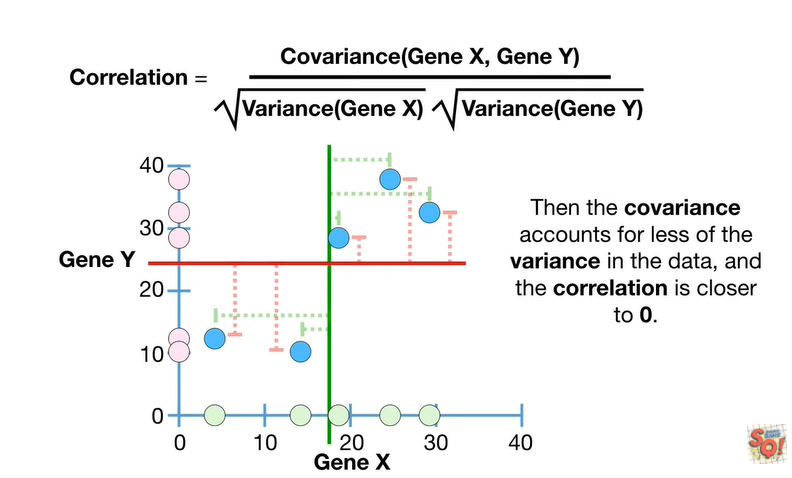 Covariance(Gene X, Gene Y)
Correlation =
√Variance(Gene X) √Variance(Gene Y)
40
30
Gene Y
20
10
0
0 10 20 30 40
Gene X
Then the covariance
accounts for less of the
variance in the data, and
the correlation is closer
to 0.
SQ!